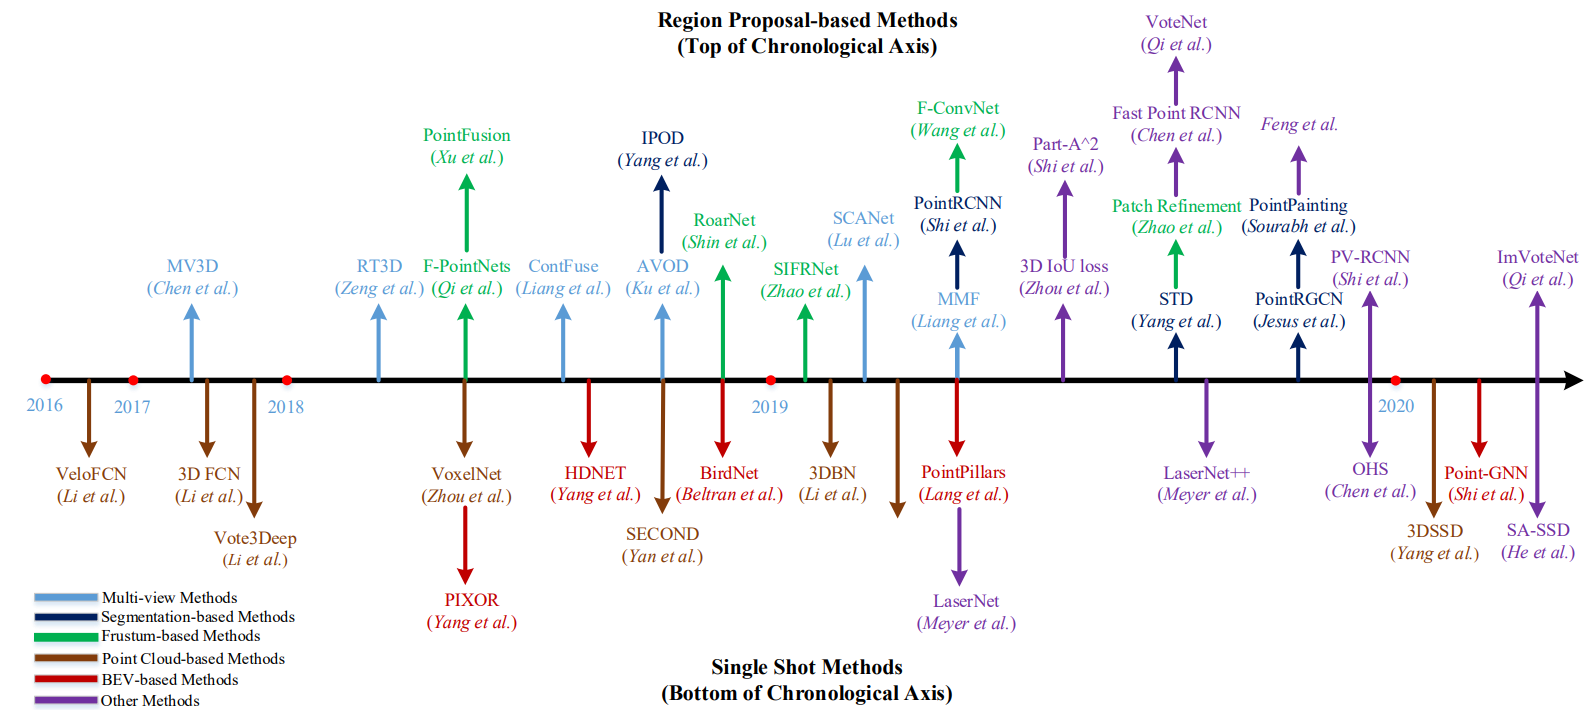 Region Proposal-based Methods
(Top of Chronological Axis)
VoteNet
(Qi et al.)
F-ConvNet
(Wang et al.)
Fast Point RCNN
(Chen et al.)
Feng et al.
PointFusion
(Xu et al.)
IPOD
(Yang et al.)
Part-A^2
(Shi et al.)
RoarNet
(Shin et al.)
SCANet
(Lu et al.)
PointRCNN
(Shi et al.)
Patch Refinement
(Zhao et al.)
PointPainting
(Sourabh et al.)
MV3D
(Chen et al.)
RT3D
(Zeng et al.)
F-PointNets
(Qi et al.)
ContFuse
(Liang et al.)
AVOD
(Ku et al.)
SIFRNet
(Zhao et al.)
MMF
(Liang et al.)
3D IoU loss
(Zhou et al.)
STD
(Yang et al.)
PointRGCN
(Jesus et al.)
PV-RCNN
(Shi et al.)
ImVoteNet
(Qi et al.)
2016
2017
2018
2019
2020
VeloFCN
(Li et al.)
3D FCN
(Li et al.)
Vote3Deep
(Li et al.)
VoxelNet
(Zhou et al.)
PIXOR
(Yang et al.)
HDNET
(Yang et al.)
SECOND
(Yan et al.)
BirdNet
(Beltran et al.)
3DBN
(Li et al.)
PointPillars
(Lang et al.)
LaserNet
(Meyer et al.)
LaserNet++
(Meyer et al.)
OHS
(Chen et al.)
3DSSD
(Yang et al.)
Point-GNN
(Shi et al.)
SA-SSD
(He et al.)
Multi-view Methods
Segmentation-based Methods
Frustum-based Methods
Point Cloud-based Methods
BEV-based Methods
Other Methods
Single Shot Methods
(Bottom of Chronological Axis)